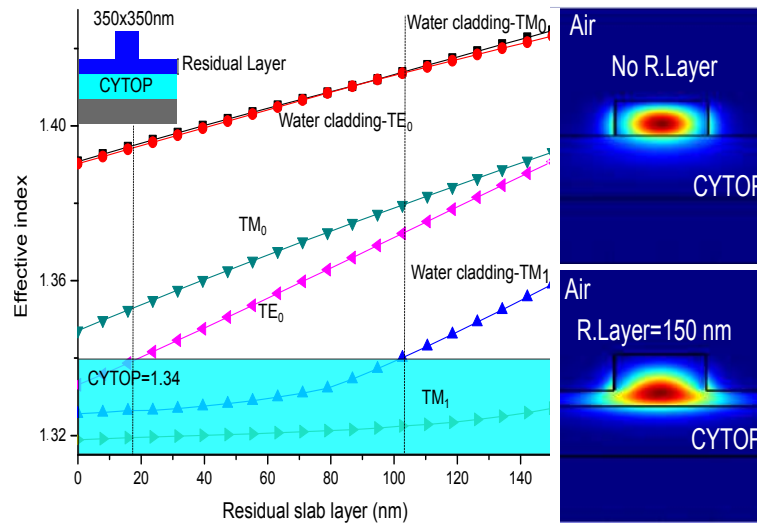 350x350nm
Residual Layer
CYTOP
Water cladding-TM0
Water cladding-TE0
TM0
TE0
Water cladding-TM1
CYTOP=1.34
TM1
1.40
1.36
1.32
Effective index
0 20 40 60 80 100 120 140
Residual slab layer (nm)
Air
No R.Layer
CYTOP
Air
R.Layer=150 nm
CYTOP